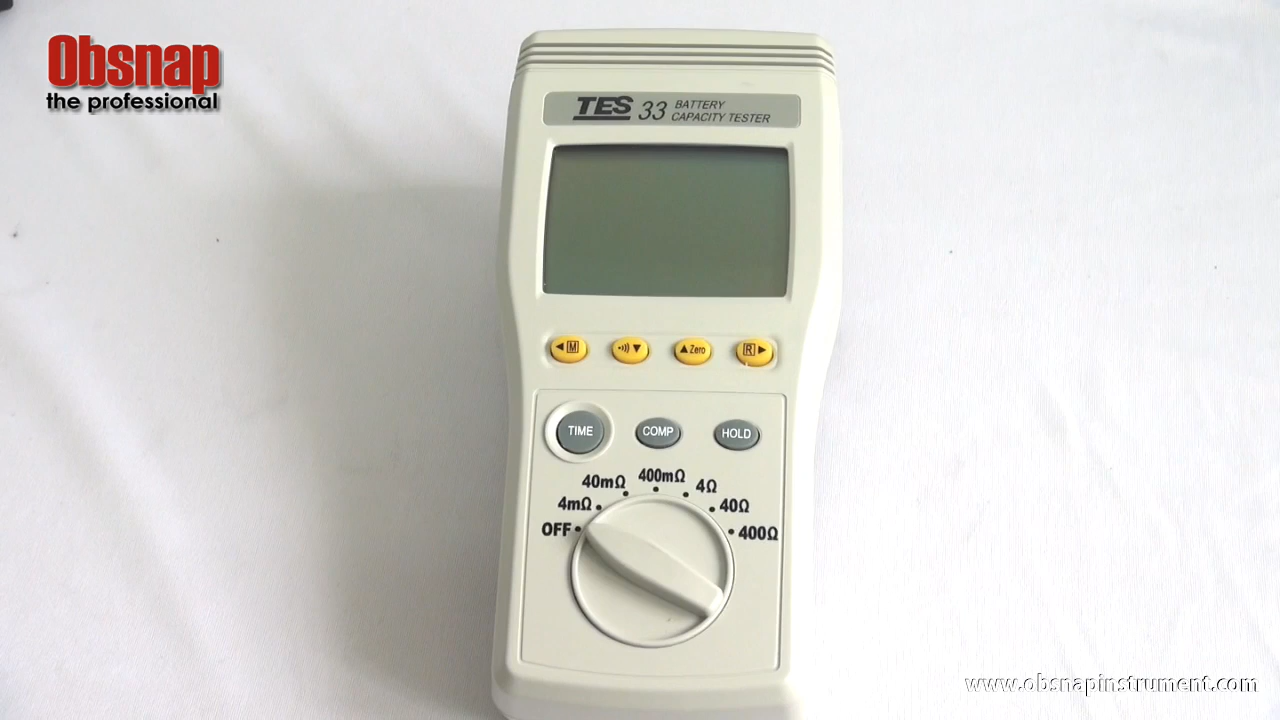 Obsnap
the professional
TES 33 BATTERY
CAPACITY TESTER
◄ M
▼
▲ Zero
R ►
TIME
COMP
HOLD
400mΩ
40mΩ
4Ω
4mΩ
40Ω
OFF
400Ω
www.obsnapinstrument.com